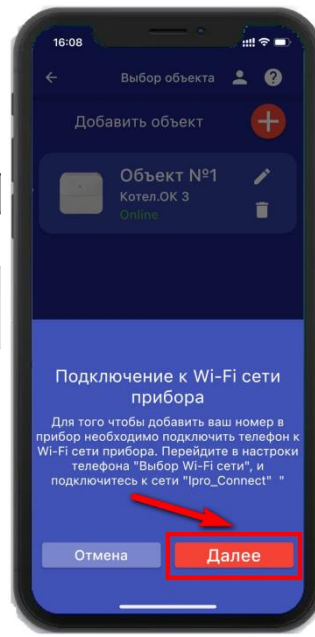 16:08
Выбор объекта
Добавить объект
Объект №1
Котел.ОК 3
Online
Подключение к Wi-Fi сети
прибора
Для того чтобы добавить ваш номер в
прибор необходимо подключить телефон к
Wi-Fi сети прибора. Перейдите в настроки
телефона "Выбор Wi-Fi сети", и
подключитесь к сети "Ipro_Connect" "
Отмена
Далее